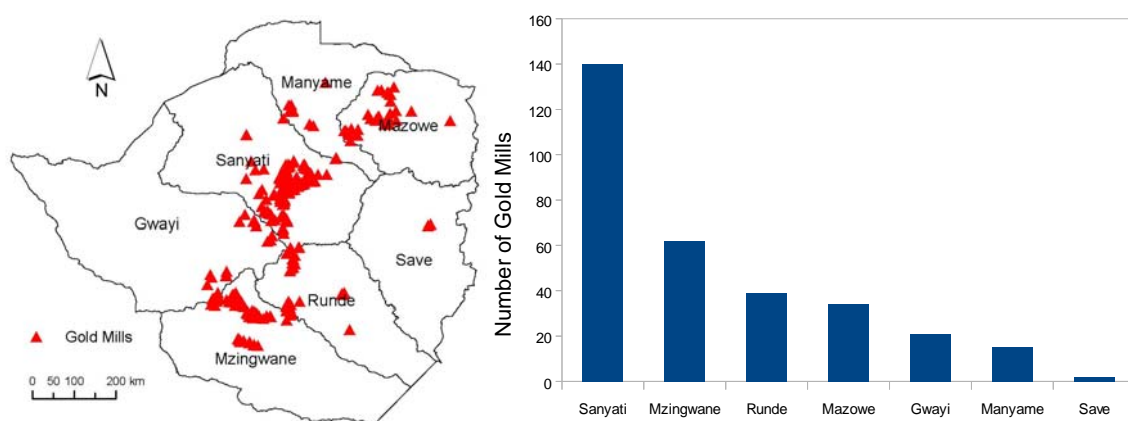 N
Manyame
Mazowe
Sanyati
Gwayi
Save
Runde
Gold Mills
Mzingwane
0 50 100 200 km
Number of Gold Mills
160
140
120
100
80
60
40
20
0
Sanyati Mzingwane Runde Mazowe Gwayi Manyame Save